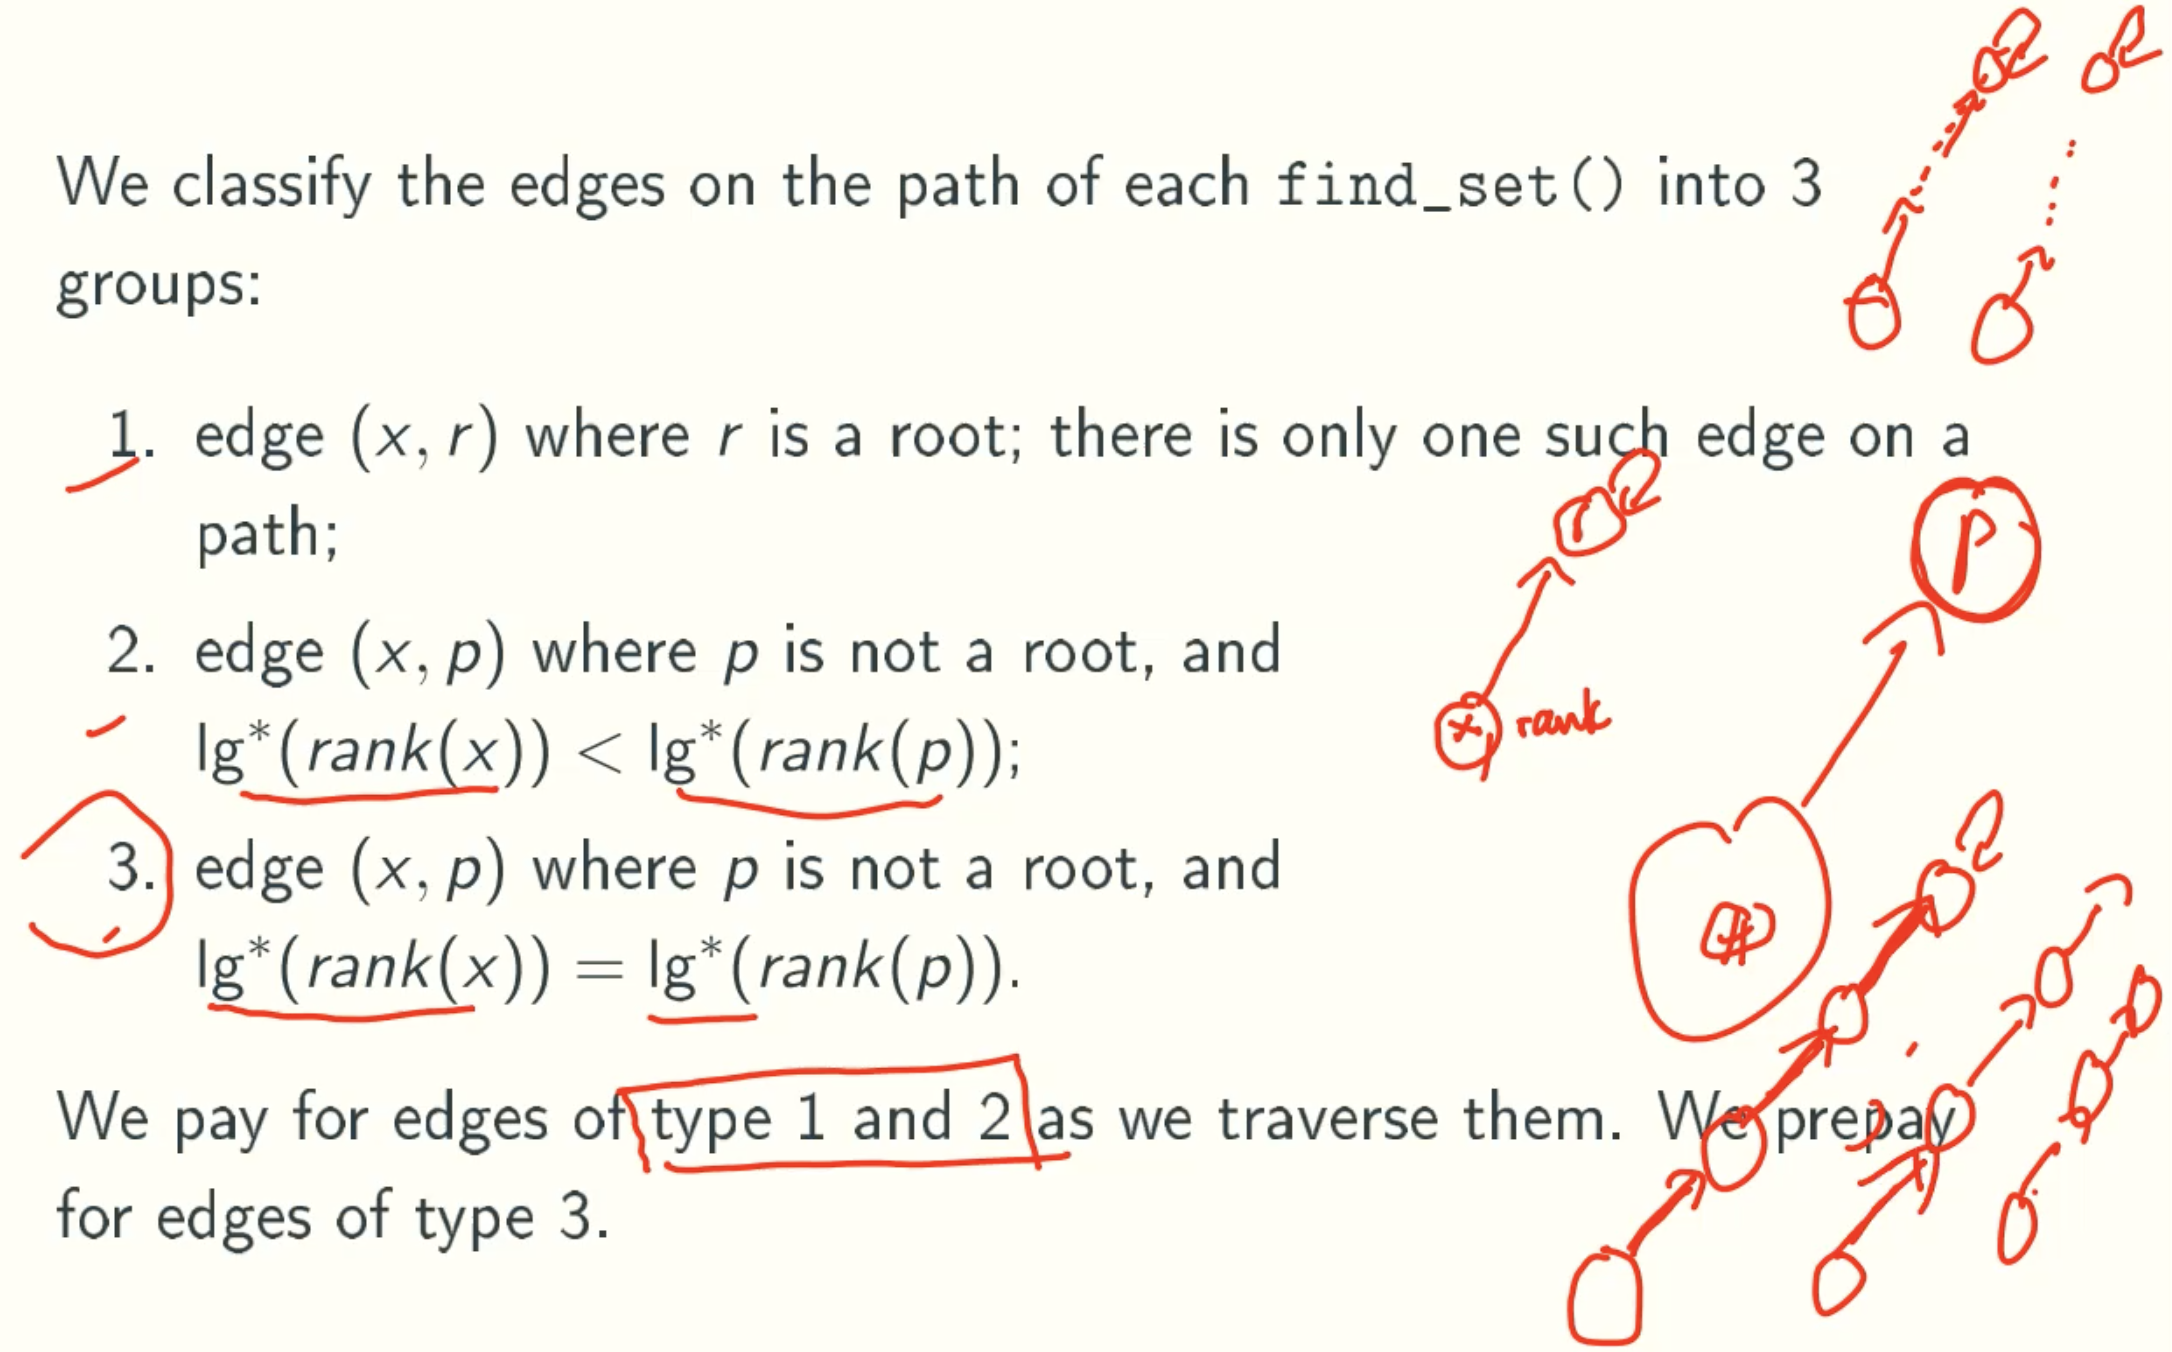 We classify the edges on the path of each find_set() into 3
groups:
1. edge (x, r) where r is a root; there is only one such edge on a
path;
r
p
2. edge (x, p) where p is not a root, and
lg*(rank(x)) < lg*(rank(p));
x rank
3. edge (x, p) where p is not a root, and
lg*(rank(x)) = lg*(rank(p)).
We pay for edges of type 1 and 2 as we traverse them. We prepay
for edges of type 3.